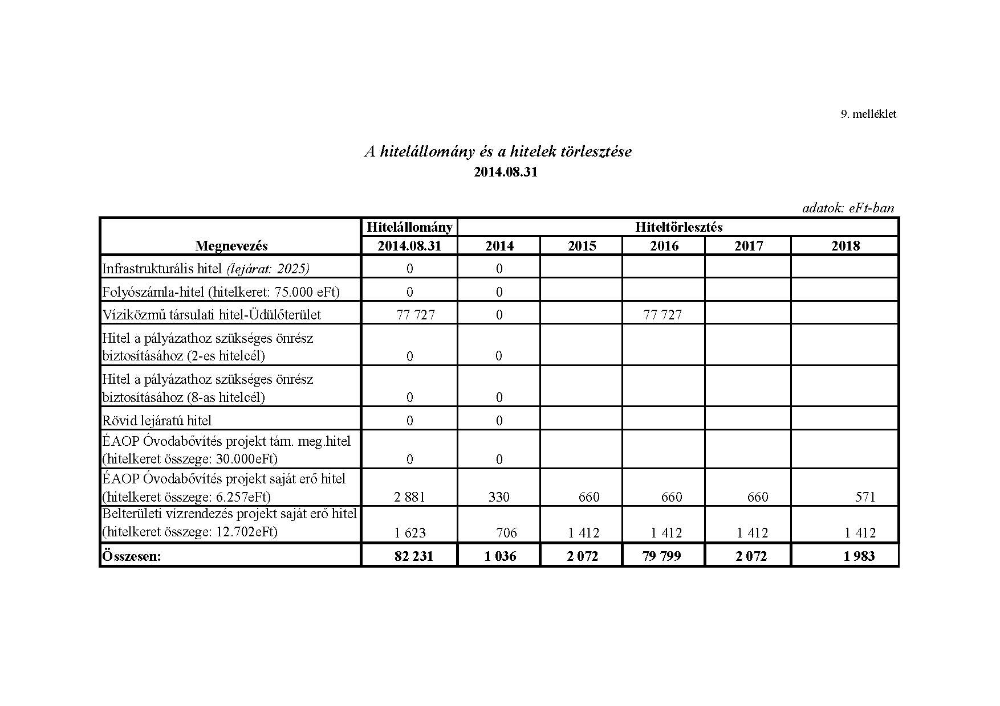 9. melléklet
A hitelállomány és a hitelek törlesztése
2014.08.31
adatok: eFt-ban
Hitelállomány Hiteltörlesztés
Megnevezés 2014.08.31 2014 2015 2016 2017 2018
Infrastrukturális hitel (lejárat: 2025) 0 0
Folyószámla-hitel (hitelkeret: 75.000 eFt) 0 0
Víziközmű társulati hitel-Üdülőterület 77 727 0 77 727
Hitel a pályázathoz szükséges önrész
biztosításához (2-es hitelcél) 0 0
Hitel a pályázathoz szükséges önrész
biztosításához (8-as hitelcél) 0 0
Rövid lejáratú hitel 0 0
ÉAOP Óvodabővítés projekt tám. meg.hitel
(hitelkeret összege: 30.000eFt) 0 0
ÉAOP Óvodabővítés projekt saját erő hitel
(hitelkeret összege: 6.257eFt) 2 881 330 660 660 660 571
Belterületi vízrendezés projekt saját erő hitel
(hitelkeret összege: 12.702eFt) 1 623 706 1 412 1 412 1 412 1 412
Összesen: 82 231 1 036 2 072 79 799 2 072 1 983